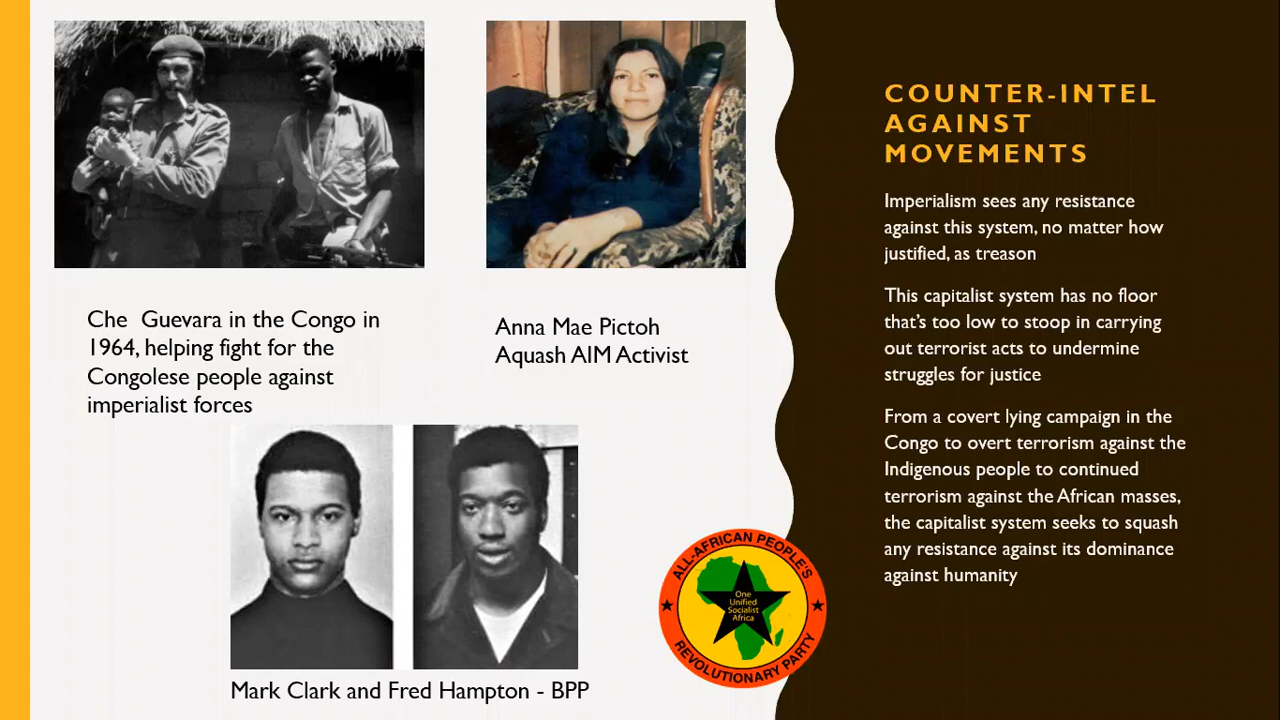 COUNTER-INTEL
AGAINST
MOVEMENTS
Imperialism sees any resistance
against this system, no matter how
justified, as treason
This capitalist system has no floor
that's too low to stoop in carrying
out terrorist acts to undermine
struggles for justice
From a covert lying campaign in the
Congo to overt terrorism against the
Indigenous people to continued
terrorism against the African masses,
the capitalist system seeks to squash
any resistance against its dominance
against humanity
Che  Guevara in the Congo in
1964, helping fight for the
Congolese people against
imperialist forces
Anna Mae Pictoh
Aquash AIM Activist
Mark Clark and Fred Hampton - BPP
ALL-AFRICAN PEOPLE'S
One
Unified
Socialist
Africa
REVOLUTIONARY PARTY